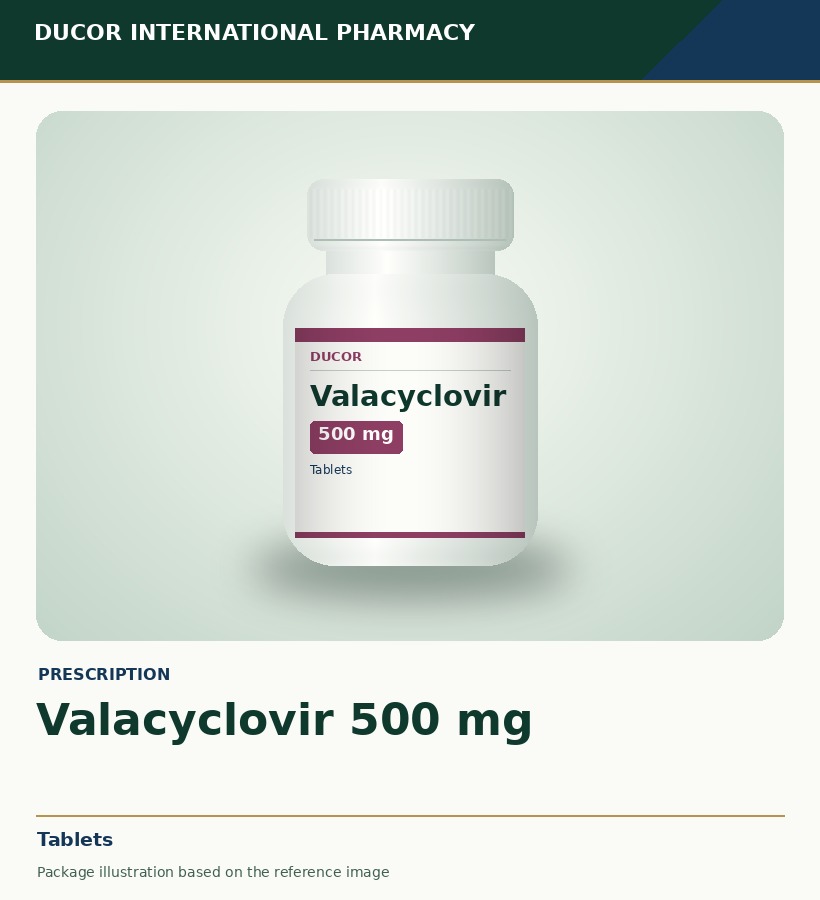 DUCOR INTERNATIONAL PHARMACY
DUCOR
Valacyclovir
500 mg
Tablets
PRESCRIPTION
Valacyclovir 500 mg
Tablets
Package illustration based on the reference image